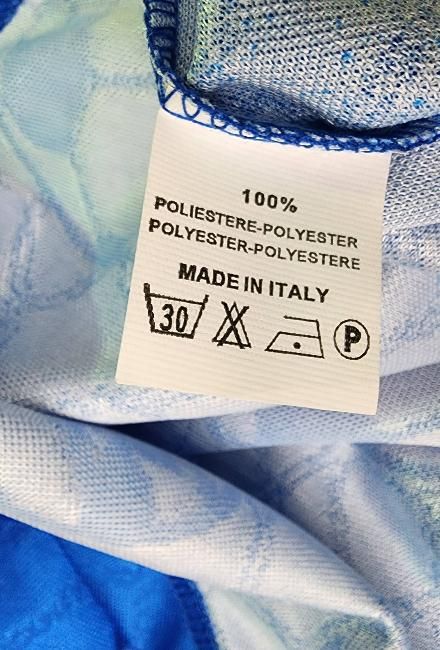 100%
POLIESTERE-POLYESTER
POLYESTER-POLYESTERE
MADE IN ITALY
30 P